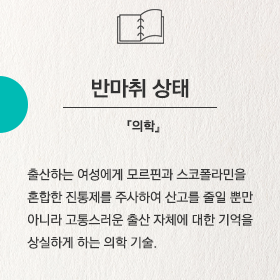 반마취 상태
『의학』
출산하는 여성에게 모르핀과 스코폴라민을
혼합한 진통제를 주사하여 산고를 줄일 뿐만
아니라 고통스러운 출산 자체에 대한 기억을
상실하게 하는 의학 기술.